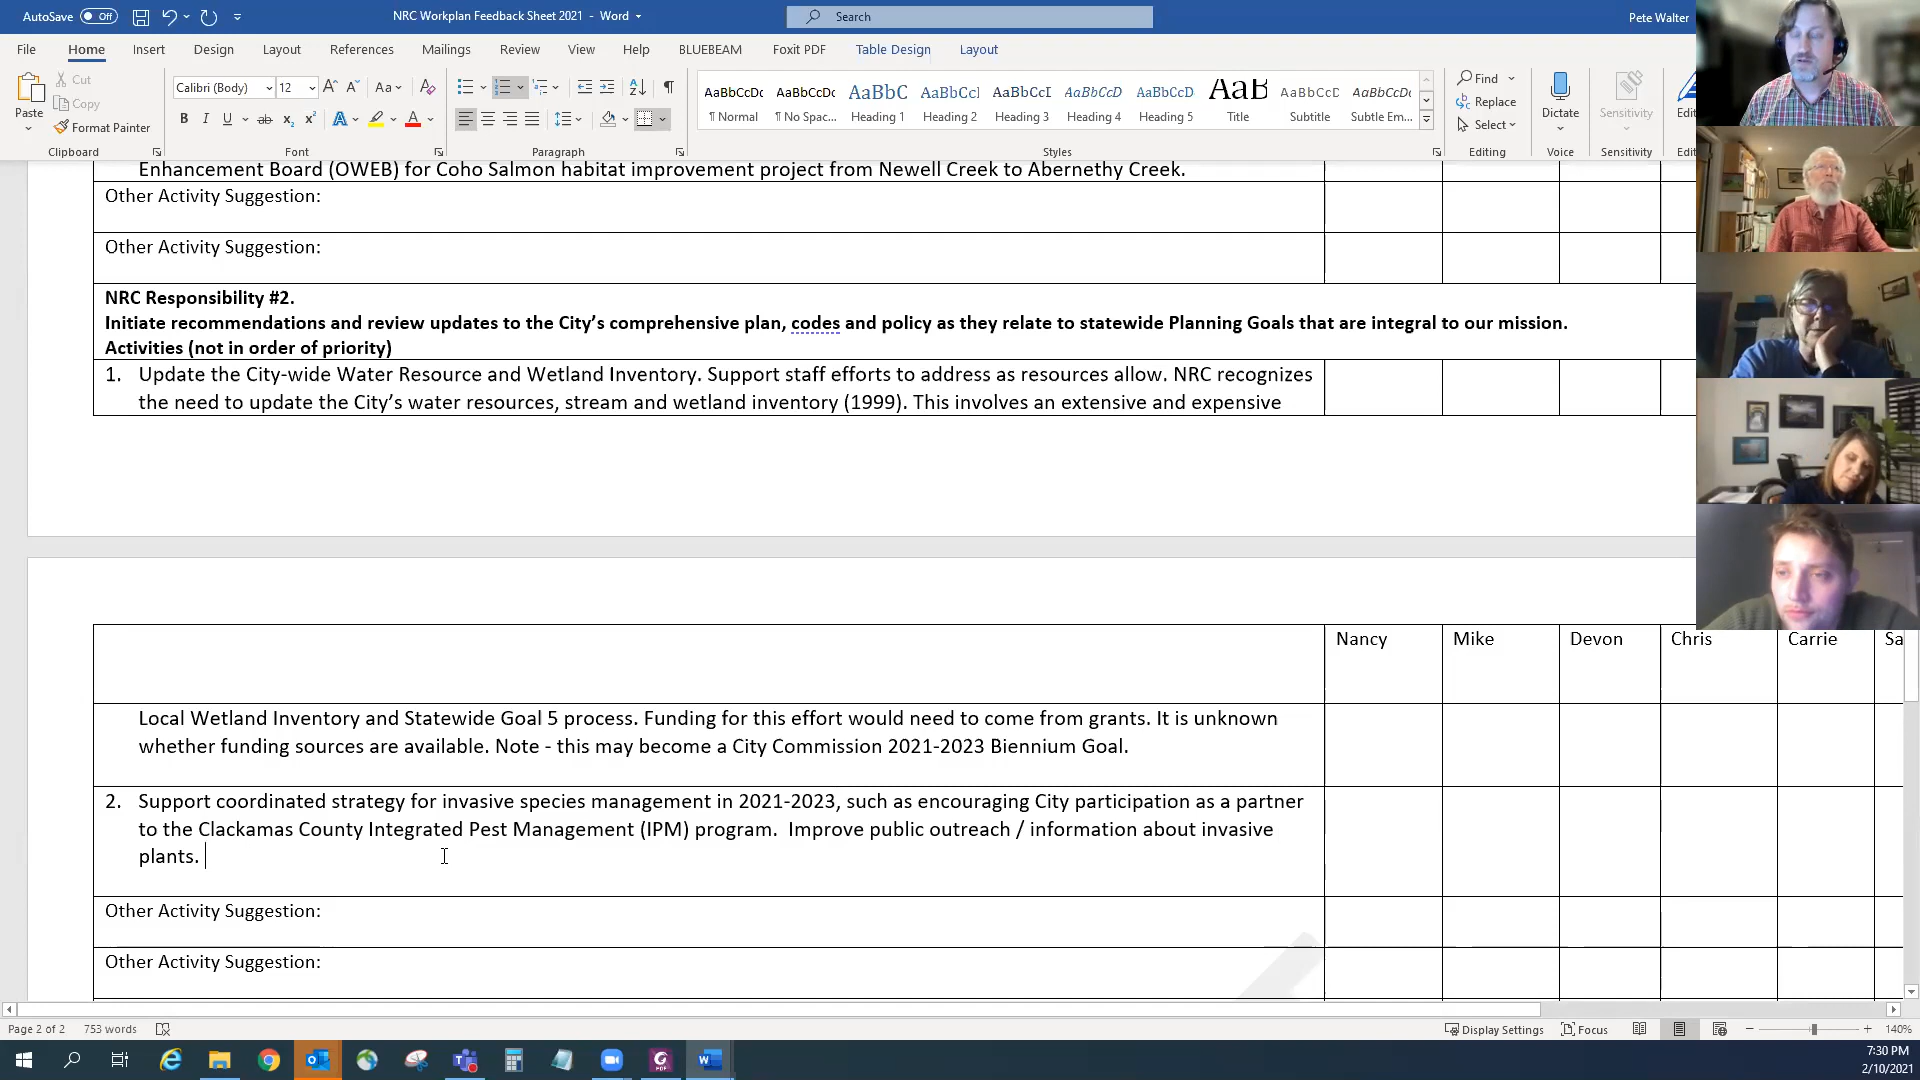 AutoSave Off NRC Workplan Feedback Sheet 2021 - Word Search Pete Walter
File Home Insert Design Layout References Mailings Review View Help BLUEBEAM Foxit PDF Table Design Layout
Paste Cut Copy Format Painter
Calibri (Body) 12
AaBbCcDc AaBbCcDc AaBbC AaBbCcI AaBbCcI AaBbCcD AaBbCcD AaB AaBbCcD AaBbCcDc
¶ Normal ¶ No Spac... Heading 1 Heading 2 Heading 3 Heading 4 Heading 5 Title Subtitle Subtle Em...
Find Replace Select Dictate Sensitivity Edit
Clipboard Font Paragraph Styles Editing Voice Sensitivity Edit
Enhancement Board (OWEB) for Coho Salmon habitat improvement project from Newell Creek to Abernethy Creek.
Other Activity Suggestion:
Other Activity Suggestion:
NRC Responsibility #2.
Initiate recommendations and review updates to the City’s comprehensive plan, codes and policy as they relate to statewide Planning Goals that are integral to our mission.
Activities (not in order of priority)
1. Update the City-wide Water Resource and Wetland Inventory. Support staff efforts to address as resources allow. NRC recognizes
the need to update the City’s water resources, stream and wetland inventory (1999). This involves an extensive and expensive
Nancy Mike Devon Chris Carrie Sa
Local Wetland Inventory and Statewide Goal 5 process. Funding for this effort would need to come from grants. It is unknown
whether funding sources are available. Note - this may become a City Commission 2021-2023 Biennium Goal.
2. Support coordinated strategy for invasive species management in 2021-2023, such as encouraging City participation as a partner
to the Clackamas County Integrated Pest Management (IPM) program. Improve public outreach / information about invasive
plants.
Other Activity Suggestion:
Other Activity Suggestion:
Page 2 of 2 753 words Display Settings Focus 140%
7:30 PM
2/10/2021